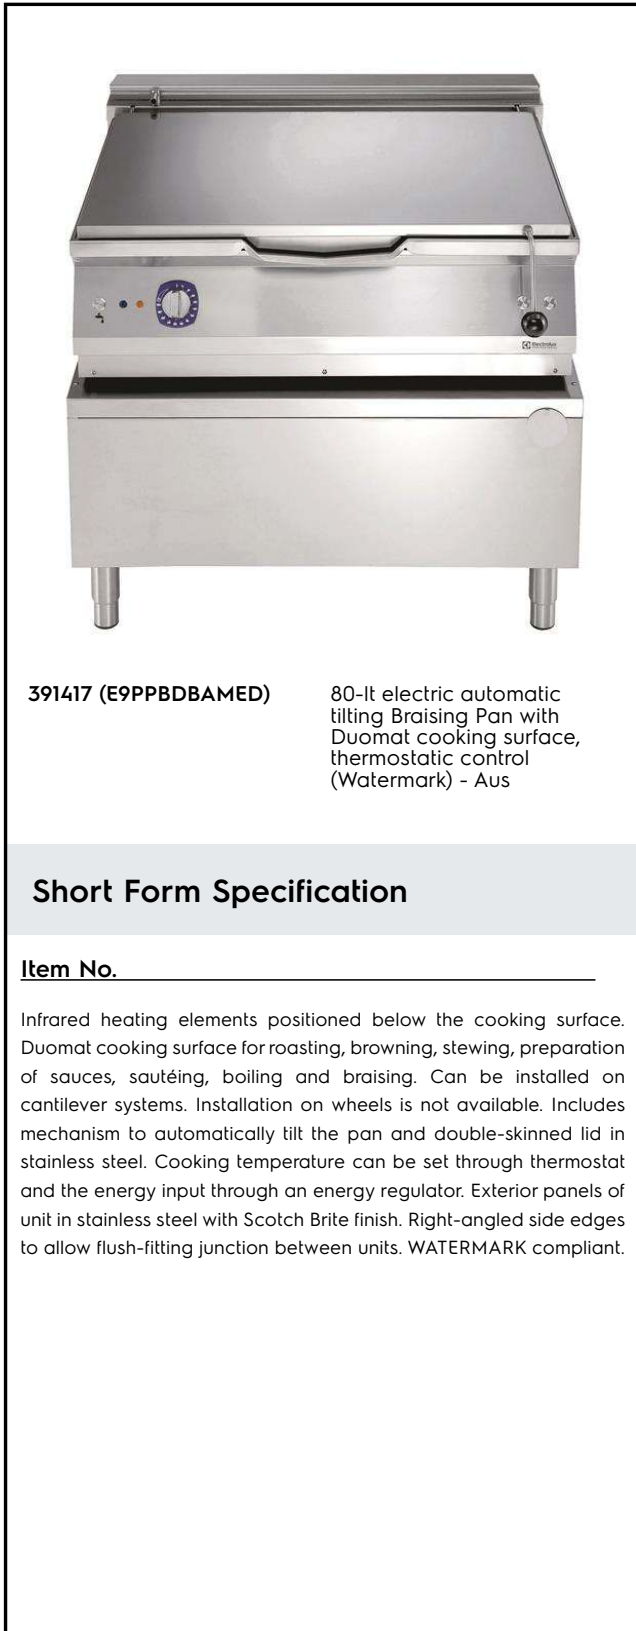 Electrolux
391417 (E9PPBDBAMED)
80-lt electric automatic
tilting Braising Pan with
Duomat cooking surface,
thermostatic control
(Watermark) - Aus
Short Form Specification
Item No.
Infrared heating elements positioned below the cooking surface.
Duomat cooking surface for roasting, browning, stewing, preparation
of sauces, sautéing, boiling and braising. Can be installed on
cantilever systems. Installation on wheels is not available. Includes
mechanism to automatically tilt the pan and double-skinned lid in
stainless steel. Cooking temperature can be set through thermostat
and the energy input through an energy regulator. Exterior panels of
unit in stainless steel with Scotch Brite finish. Right-angled side edges
to allow flush-fitting junction between units. WATERMARK compliant.